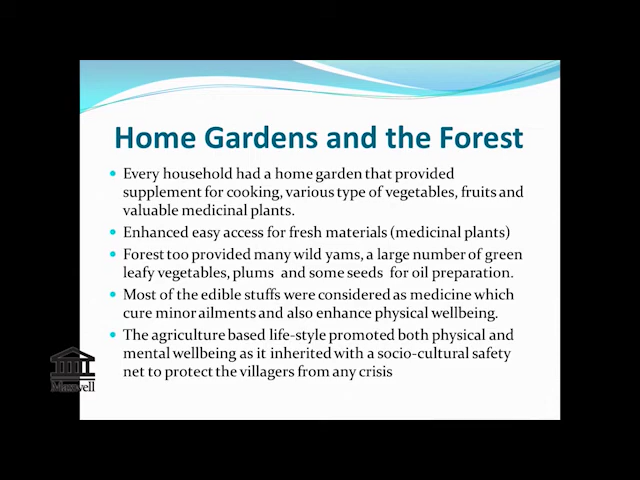 Home Gardens and the Forest
Every household had a home garden that provided
supplement for cooking, various type of vegetables, fruits and
valuable medicinal plants.
Enhanced easy access for fresh materials (medicinal plants)
Forest too provided many wild yams, a large number of green
leafy vegetables, plums and some seeds for oil preparation.
Most of the edible stuffs were considered as medicine which
cure minor ailments and also enhance physical wellbeing.
The agriculture based life-style promoted both physical and
mental wellbeing as it inherited with a socio-cultural safety
net to protect the villagers from any crisis
Maxwell